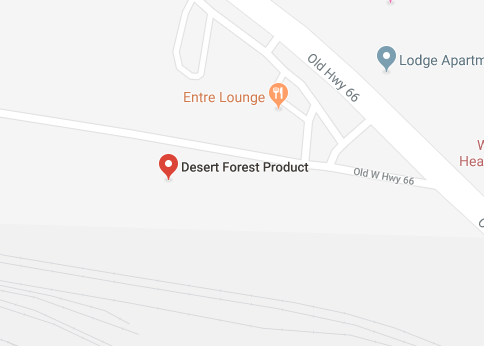 Old Hwy 66
Lodge Apartm
Entre Lounge
W
Hea
Desert Forest Product
Old W Hwy 66